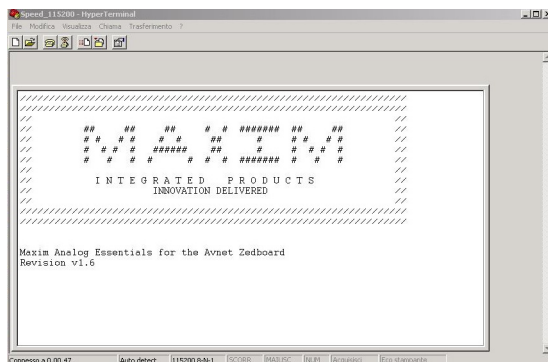 Speed_115200 - HyperTerminal
File Modifica Visualizza Chiama Trasferimento ?
MAXIM
INTEGRATED PRODUCTS
INNOVATION DELIVERED
Maxim Analog Essentials for the Avnet Zedboard
Revision v1.6
Connesso a 0.00.47 Auto detect 115200 8-N-1 SCORR MAIUSC NUM Acquisisci Eco stampante